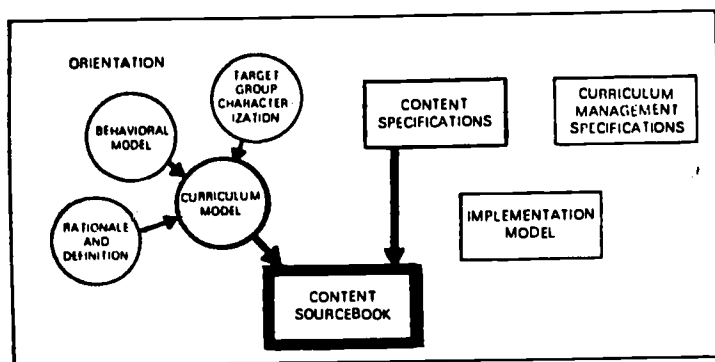 ORIENTATION
TARGET
GROUP
CHARACTER
IZATION
BEHAVIORAL
MODEL
CURRICULUM
MODEL
RATIONALE
AND
DEFINITION
CONTENT
SPECIFICATIONS
CURRICULUM
MANAGEMENT
SPECIFICATIONS
IMPLEMENTATION
MODEL
CONTENT
SOURCEBOOK